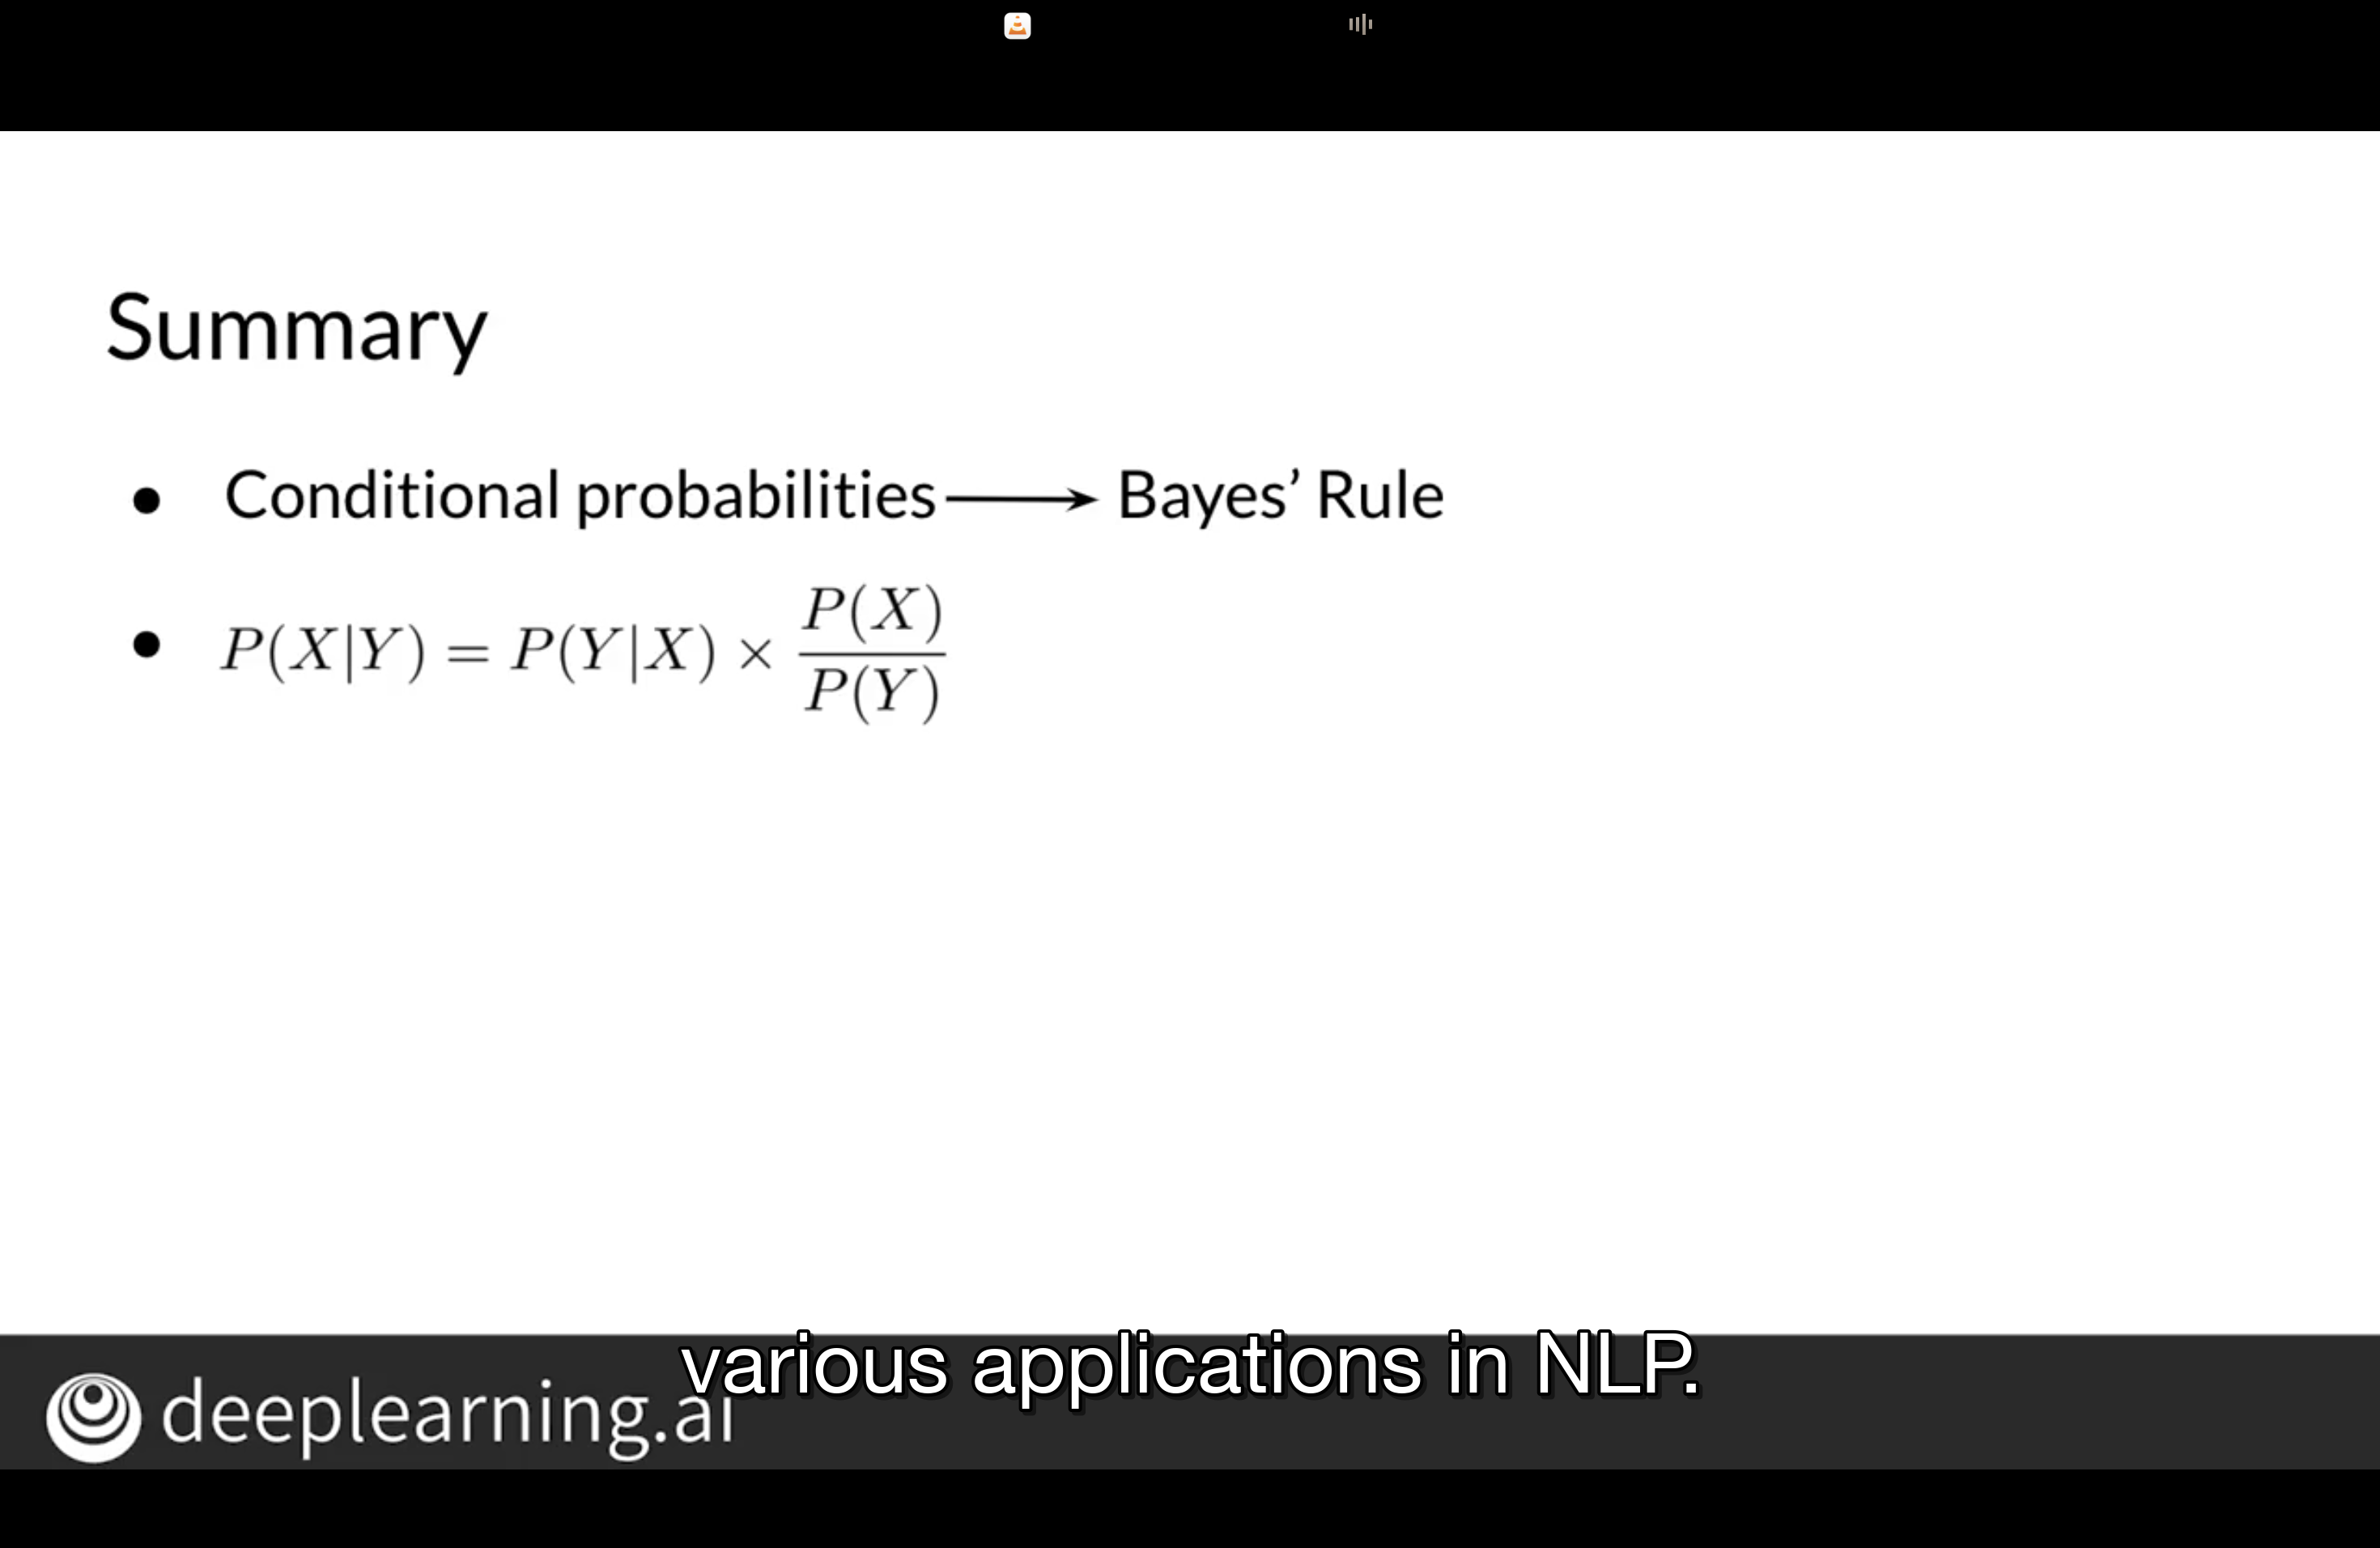 Summary
● Conditional probabilities ⟶ Bayes’ Rule
● P(X|Y) = P(Y|X) × P(X)/P(Y)
various applications in NLP.
deeplearning.ai